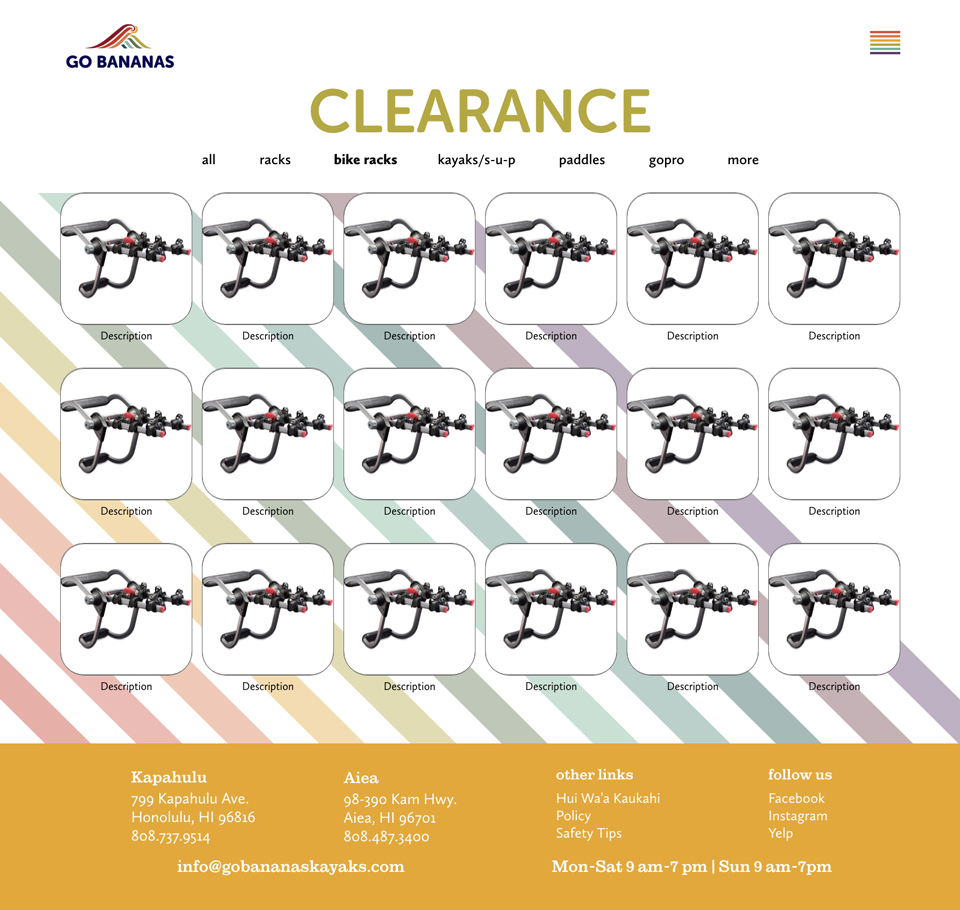 GO BANANAS
CLEARANCE
all racks bike racks kayaks/s-u-p paddles gopro more
Description Description Description Description Description Description
Description Description Description Description Description Description
Description Description Description Description Description Description
Kapahulu
799 Kapahulu Ave.
Honolulu, HI 96816
808.737.9514
Aiea
98-390 Kam Hwy.
Aiea, HI 96701
808.487.3400
other links
Hui Wa'a Kaukahi
Policy
Safety Tips
follow us
Facebook
Instagram
Yelp
info@gobananaskayaks.com
Mon-Sat 9 am-7 pm | Sun 9 am-7pm